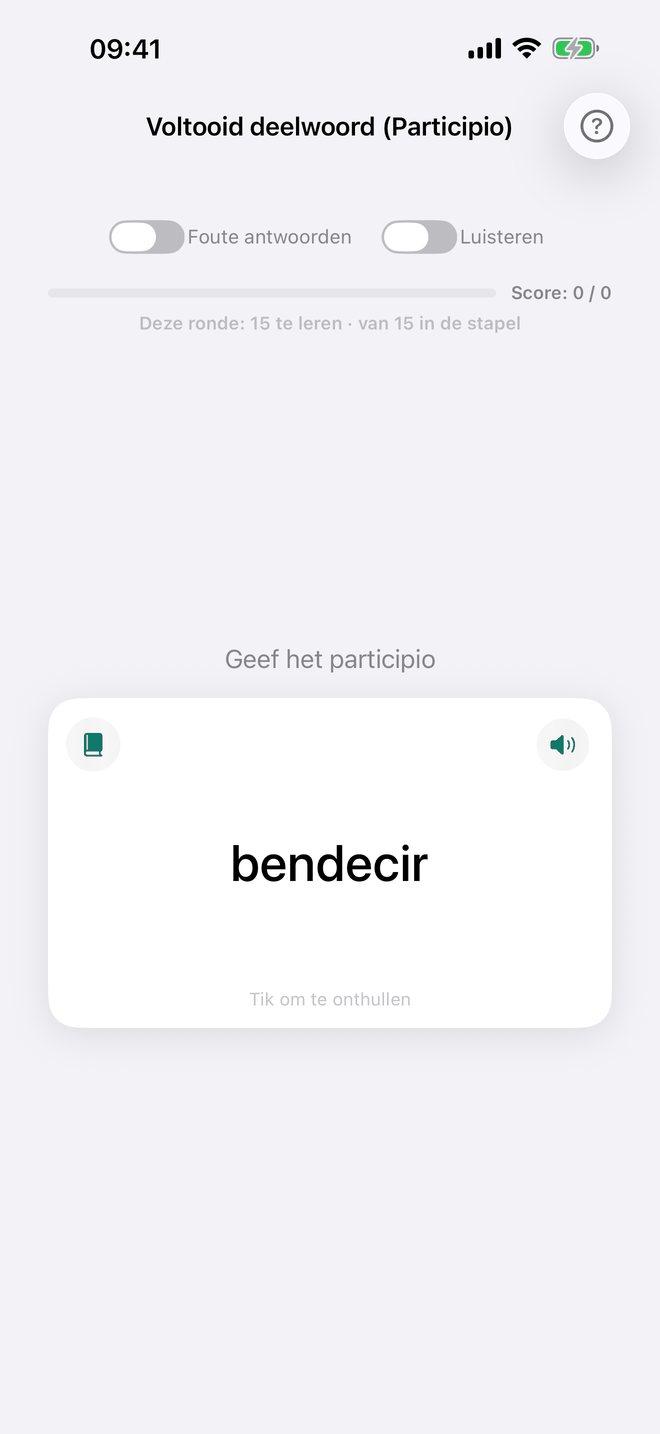 09:41
Voltooid deelwoord (Participio)
?
Foute antwoorden
Luisteren
Score: 0 / 0
Deze ronde: 15 te leren · van 15 in de stapel
Geef het participio
bendecir
Tik om te onthullen